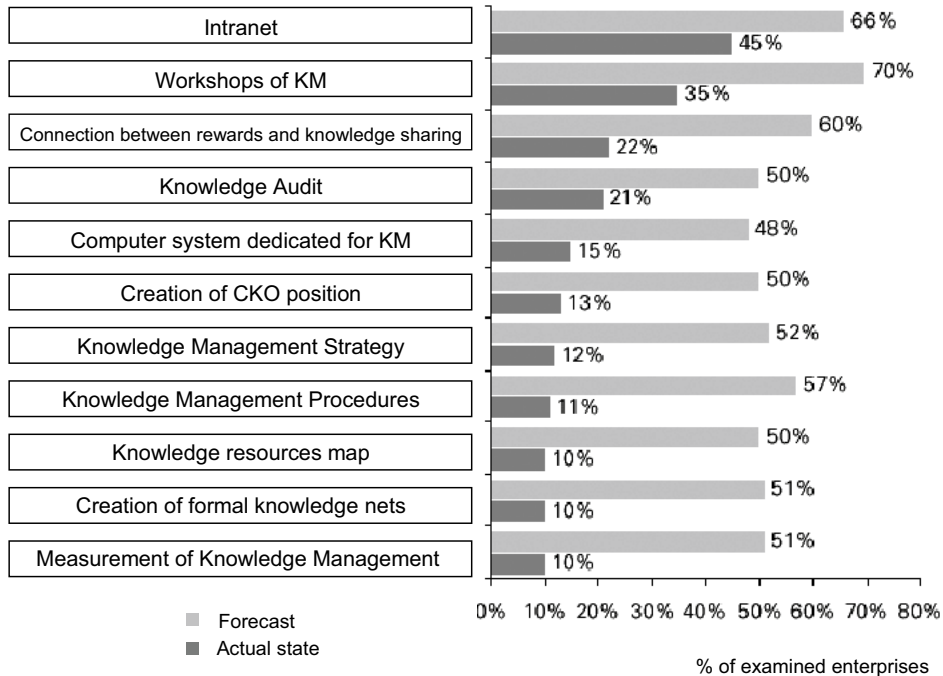 Intranet
66%
45%
Workshops of KM
70%
35%
Connection between rewards and knowledge sharing
60%
22%
Knowledge Audit
50%
21%
Computer system dedicated for KM
48%
15%
Creation of CKO position
50%
13%
Knowledge Management Strategy
52%
12%
Knowledge Management Procedures
57%
11%
Knowledge resources map
50%
10%
Creation of formal knowledge nets
51%
10%
Measurement of Knowledge Management
51%
10%
0% 10% 20% 30% 40% 50% 60% 70% 80%
Forecast
Actual state
% of examined enterprises